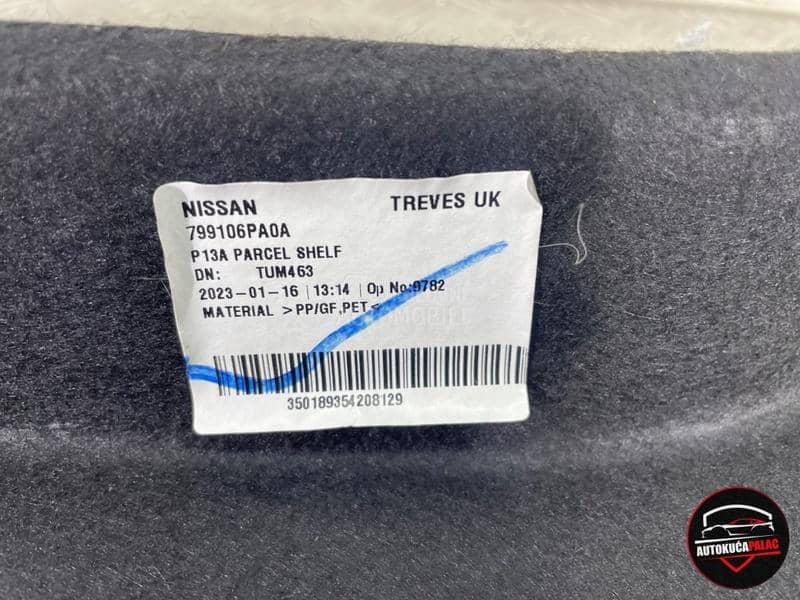 NISSAN TREVES UK
799106PA0A
P13A PARCEL SHELF
DN: TUM463
2023-01-16 | 13:14 | Op No:9782
MATERIAL >PP/GF,PET<
350189354208129
AUTOKUĆAPALAC